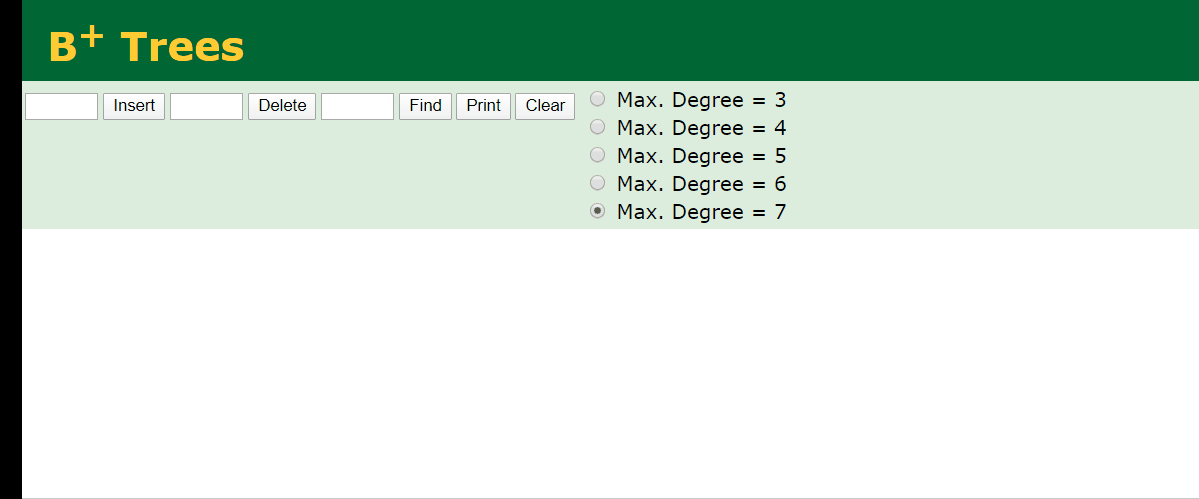 B+ Trees
Insert Delete Find Print Clear
Max. Degree = 3
Max. Degree = 4
Max. Degree = 5
Max. Degree = 6
Max. Degree = 7